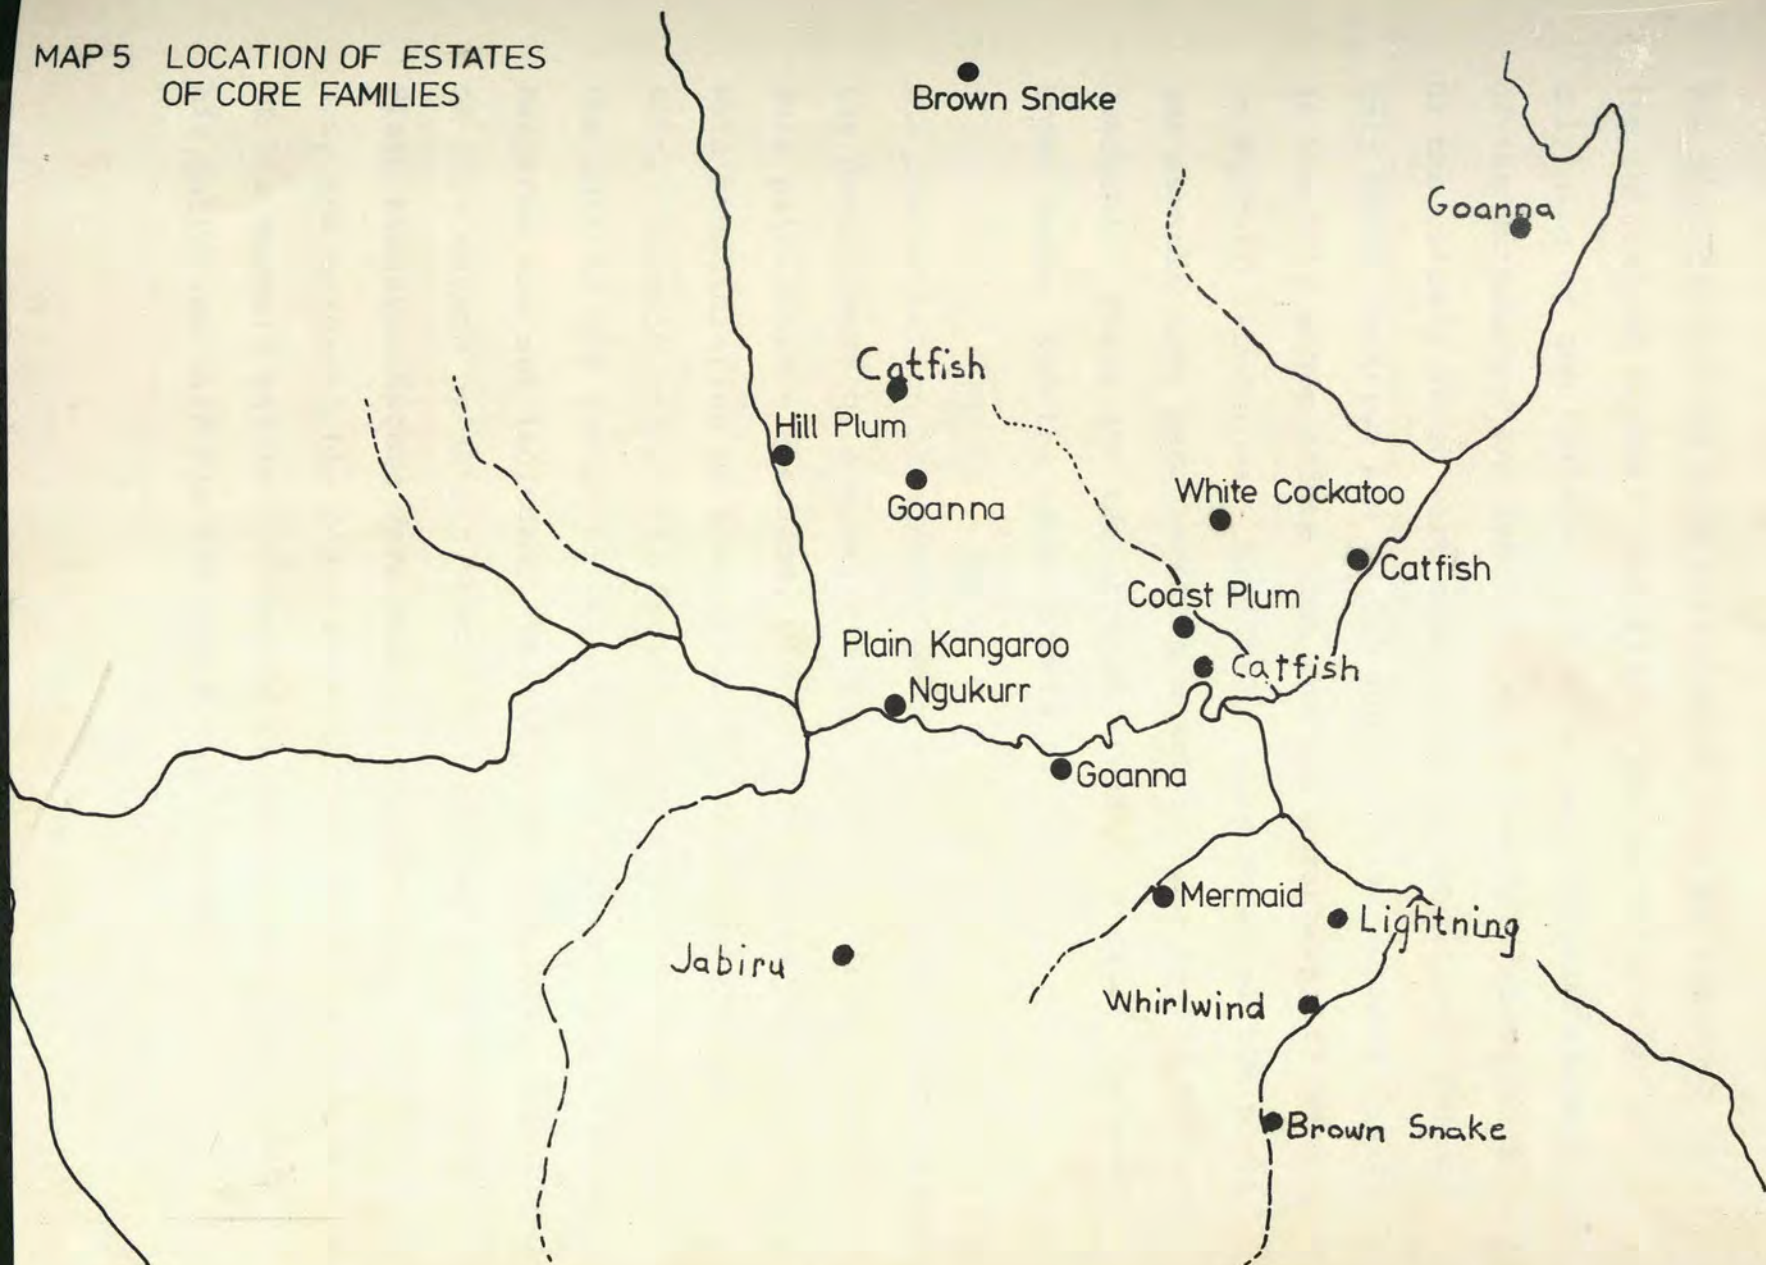 MAP 5 LOCATION OF ESTATES
OF CORE FAMILIES
Brown Snake
Goanna
Catfish
Hill Plum
Goanna
White Cockatoo
Catfish
Coast Plum
Plain Kangaroo
Catfish
Ngukurr
Goanna
Mermaid
Lightning
Jabiru
Whirlwind
Brown Snake